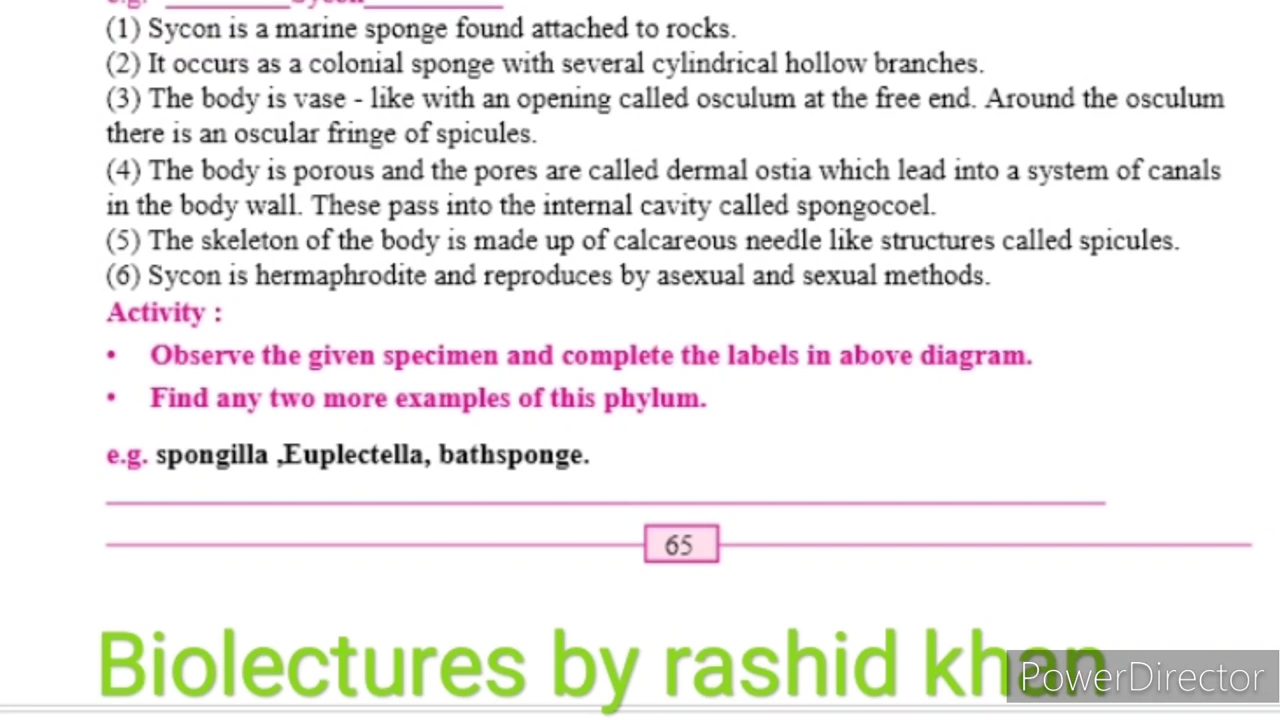 e.g. Sycon
(1) Sycon is a marine sponge found attached to rocks.
(2) It occurs as a colonial sponge with several cylindrical hollow branches.
(3) The body is vase - like with an opening called osculum at the free end. Around the osculum
there is an oscular fringe of spicules.
(4) The body is porous and the pores are called dermal ostia which lead into a system of canals
in the body wall. These pass into the internal cavity called spongocoel.
(5) The skeleton of the body is made up of calcareous needle like structures called spicules.
(6) Sycon is hermaphrodite and reproduces by asexual and sexual methods.
Activity :
• Observe the given specimen and complete the labels in above diagram.
• Find any two more examples of this phylum.
e.g. spongilla ,Euplectella, bathsponge.
65
Biolectures by rashid khan
PowerDirector